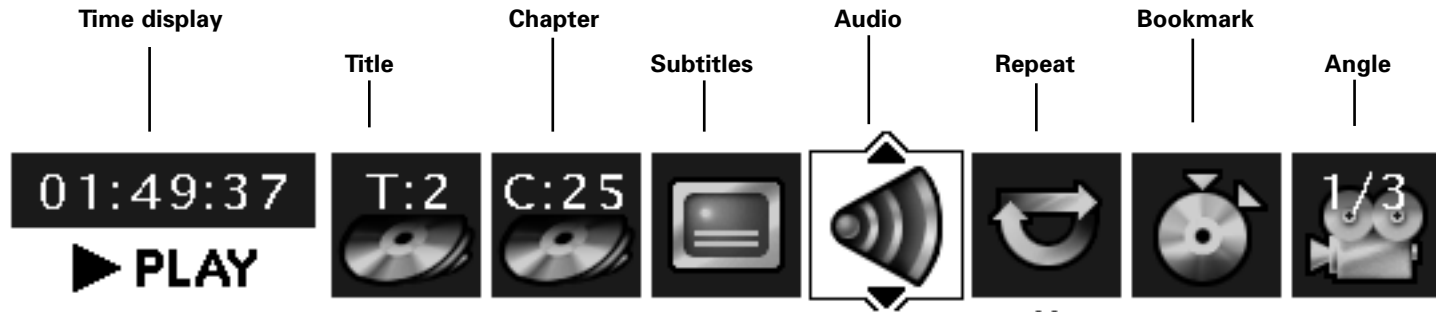 Time display
Chapter
Audio
Bookmark
Title
Subtitles
Repeat
Angle
01:49:37
T:2
C:25
1/3
PLAY